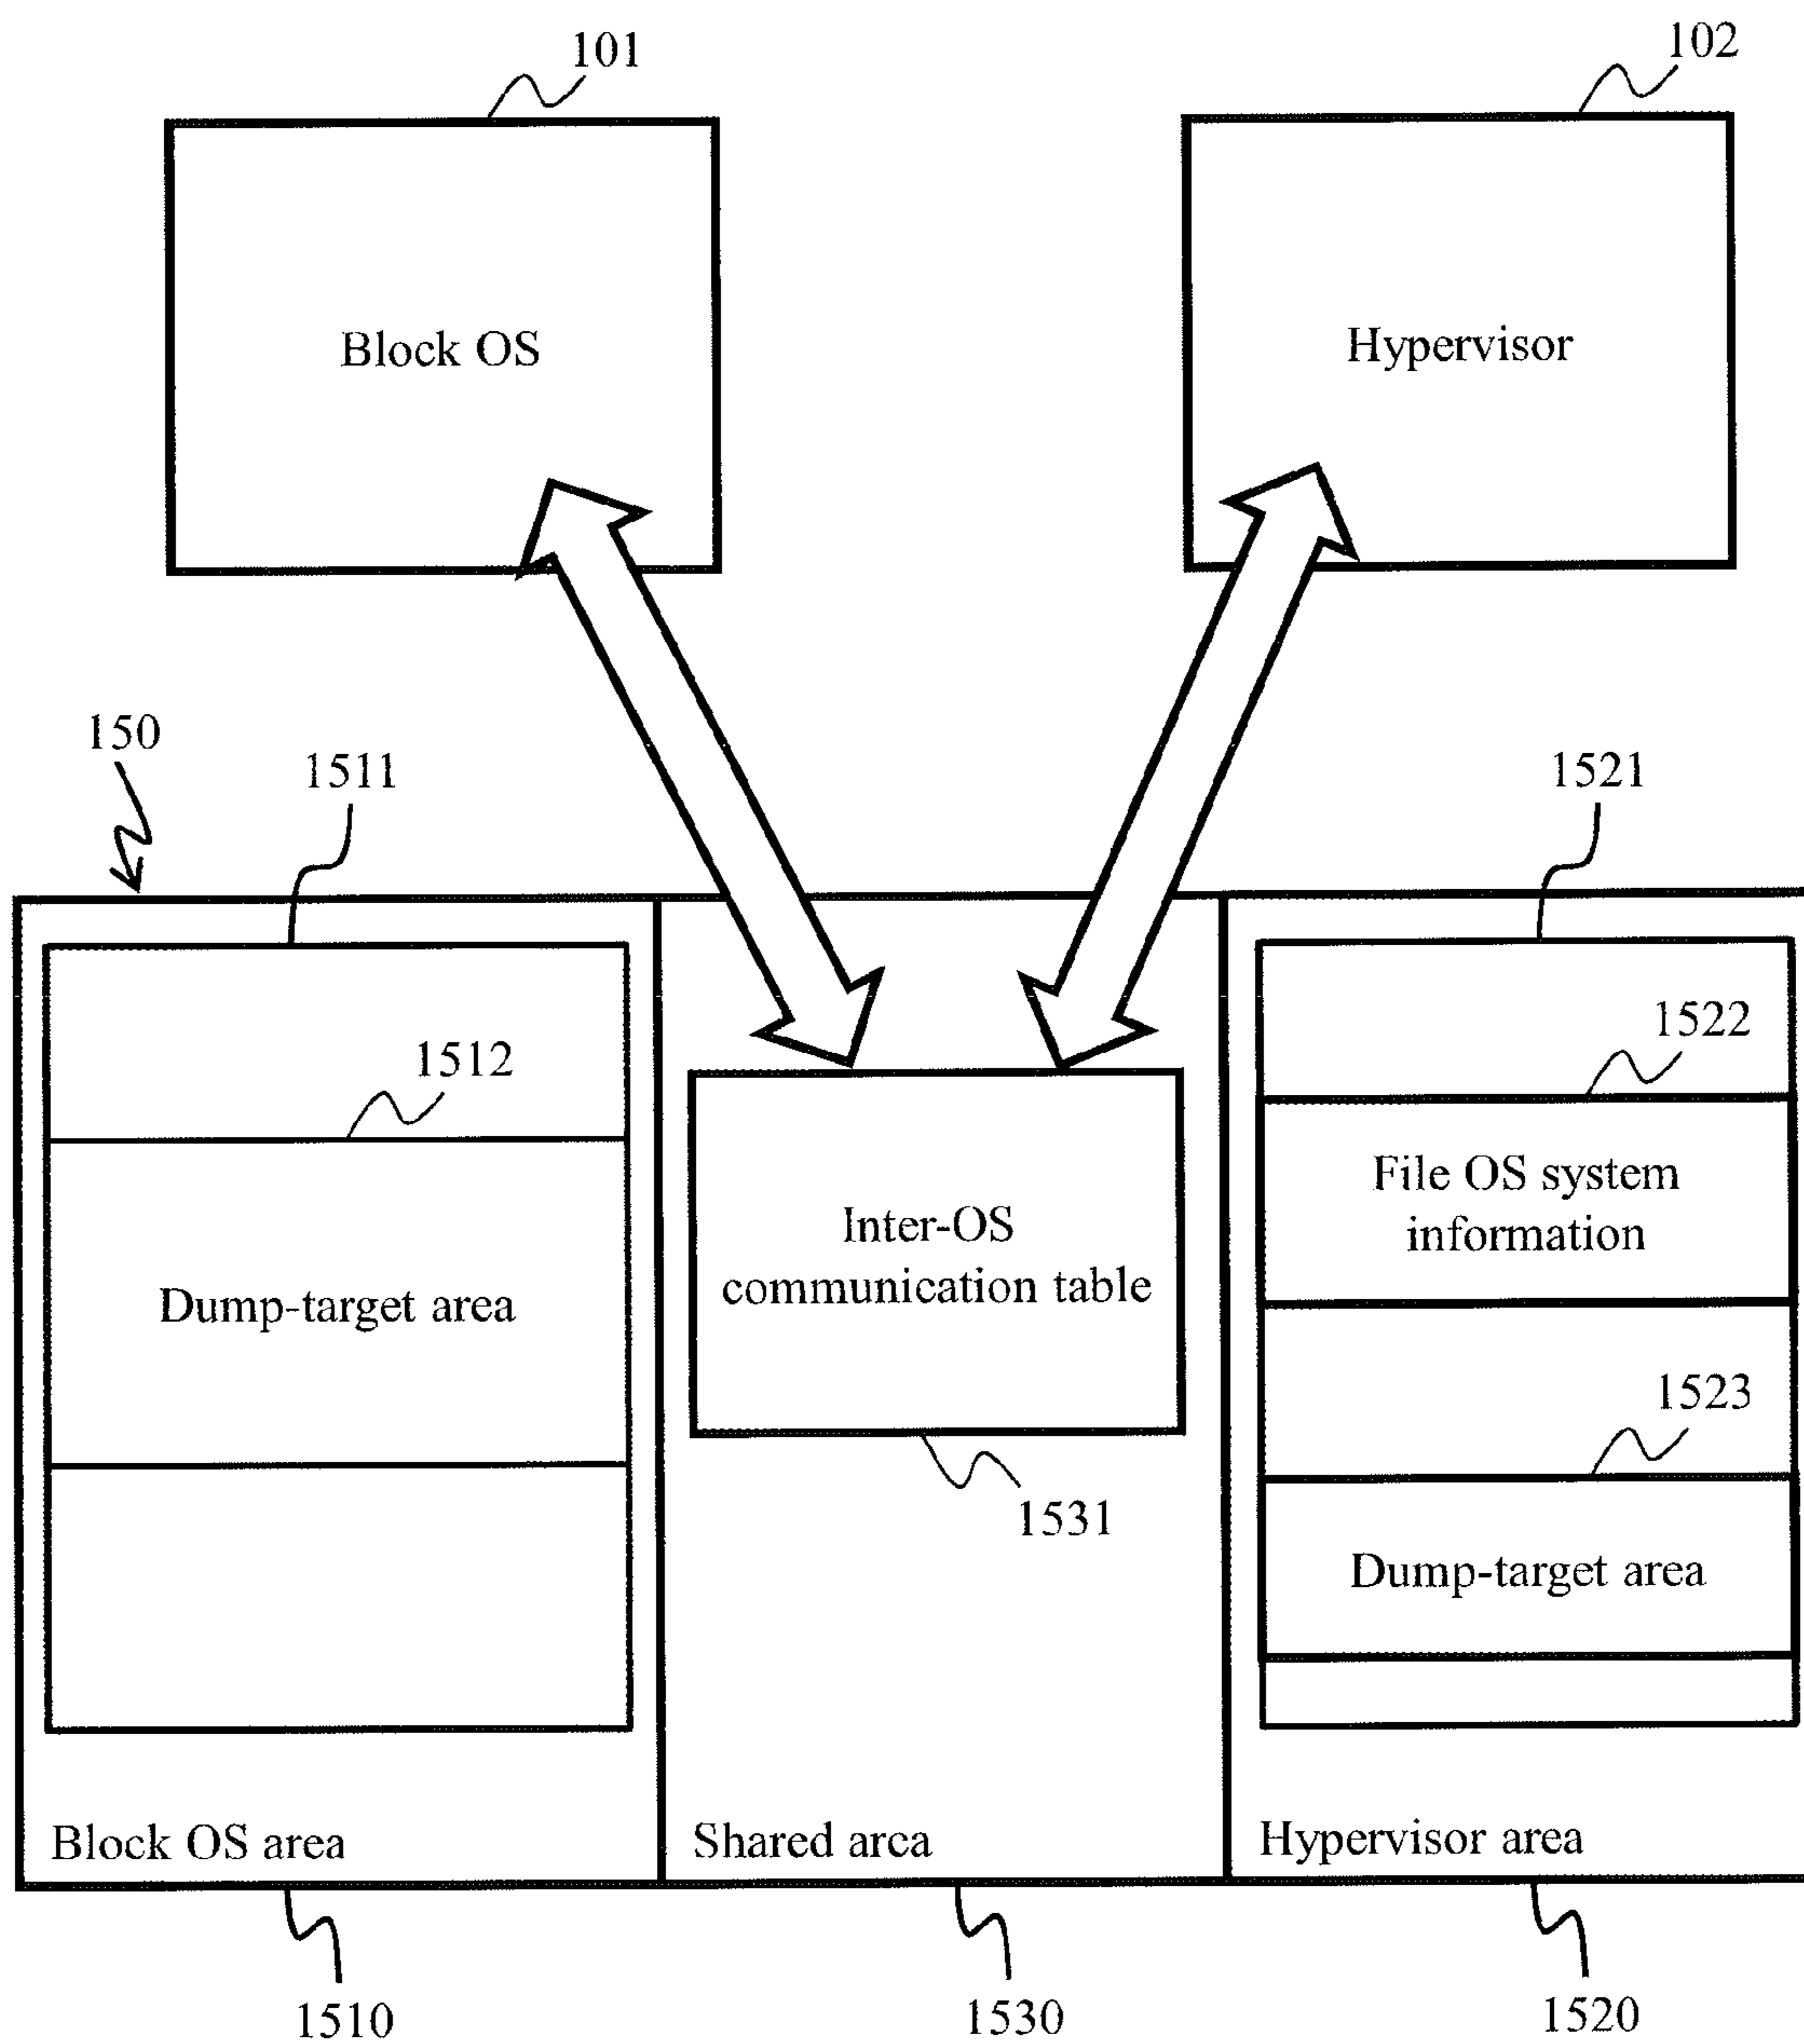 101
102
Block OS
Hypervisor
150
1511
1521
1512
1522
File OS system
information
Inter-OS
communication table
Dump-target area
1523
1531
Dump-target area
Block OS area
Shared area
Hypervisor area
1510
1530
1520